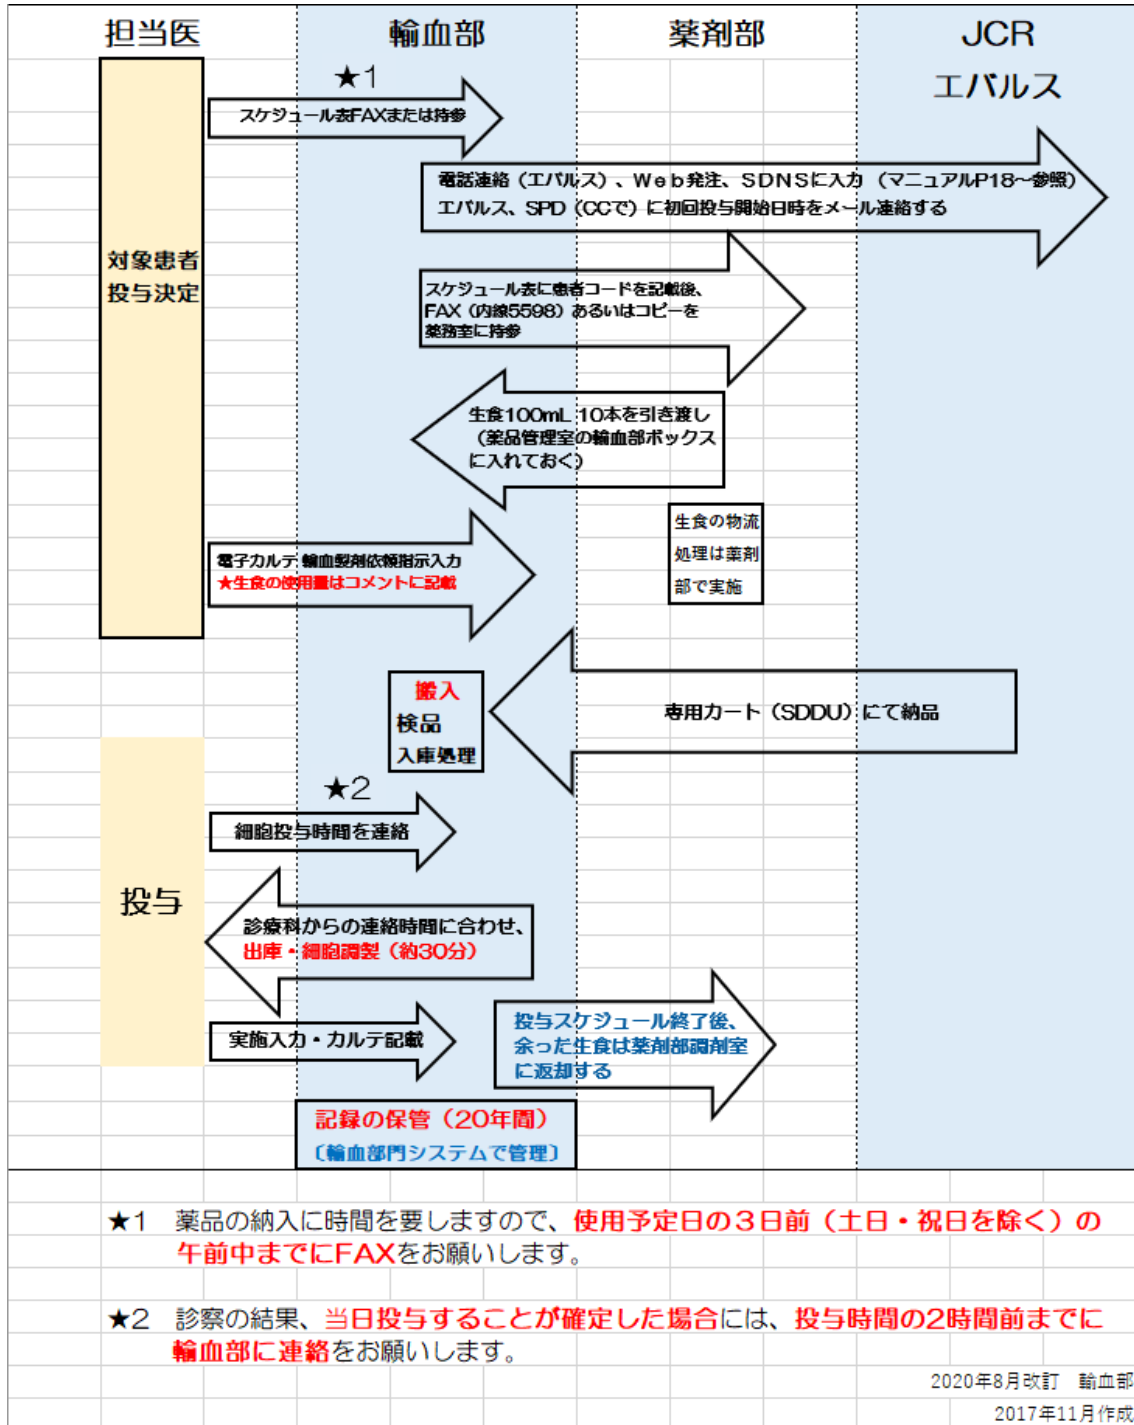 担当医
輸血部
薬剤部
JCR
エバルス
★1
スケジュール表FAXまたは持参
電話連絡（エバルス）、Web発注、SDNSに入力　（マニュアルP18～参照）
エバルス、SPD（CCで）に初回投与開始日時をメール連絡する
対象患者
投与決定
スケジュール表に患者コードを記載後、
FAX（内線5598）あるいはコピーを
薬務室に持参
生食100mL 10本を引き渡し
（薬品管理室の輸血部ボックス
に入れておく）
生食の物流
処理は薬剤
部で実施
電子カルテ 輸血製剤依頼指示入力
★生食の使用量はコメントに記載
搬入
検品
入庫処理
専用カート（SDDU）にて納品
★2
細胞投与時間を連絡
投与
診療科からの連絡時間に合わせ、
出庫・細胞調製（約30分）
実施入力・カルテ記載
投与スケジュール終了後、
余った生食は薬剤部調剤室
に返却する
記録の保管（20年間）
〔輸血部門システムで管理〕
★1　薬品の納入に時間を要しますので、使用予定日の３日前（土日・祝日を除く）の
午前中までにFAXをお願いします。
★2　診察の結果、当日投与することが確定した場合には、投与時間の2時間前までに
輸血部に連絡をお願いします。
2020年8月改訂　輸血部
2017年11月作成